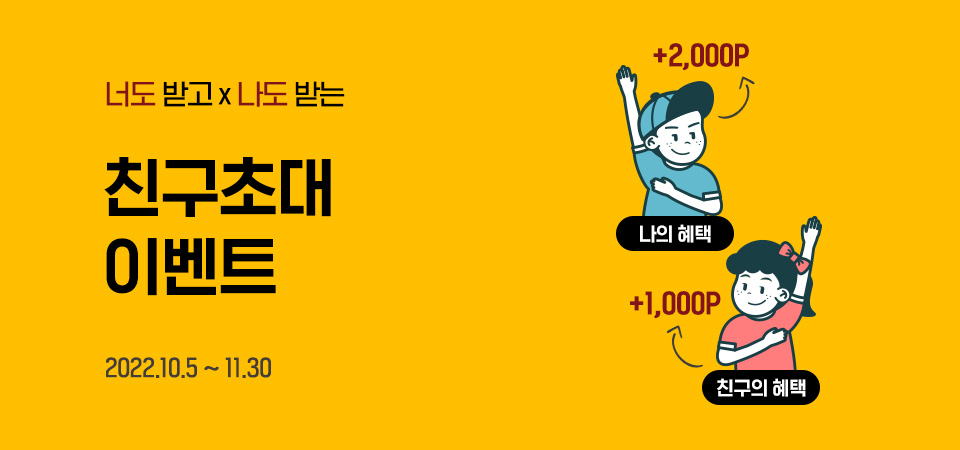 너도 받고 x 나도 받는
친구초대
이벤트
2022.10.5 ~ 11.30
+2,000P
나의 혜택
+1,000P
친구의 혜택